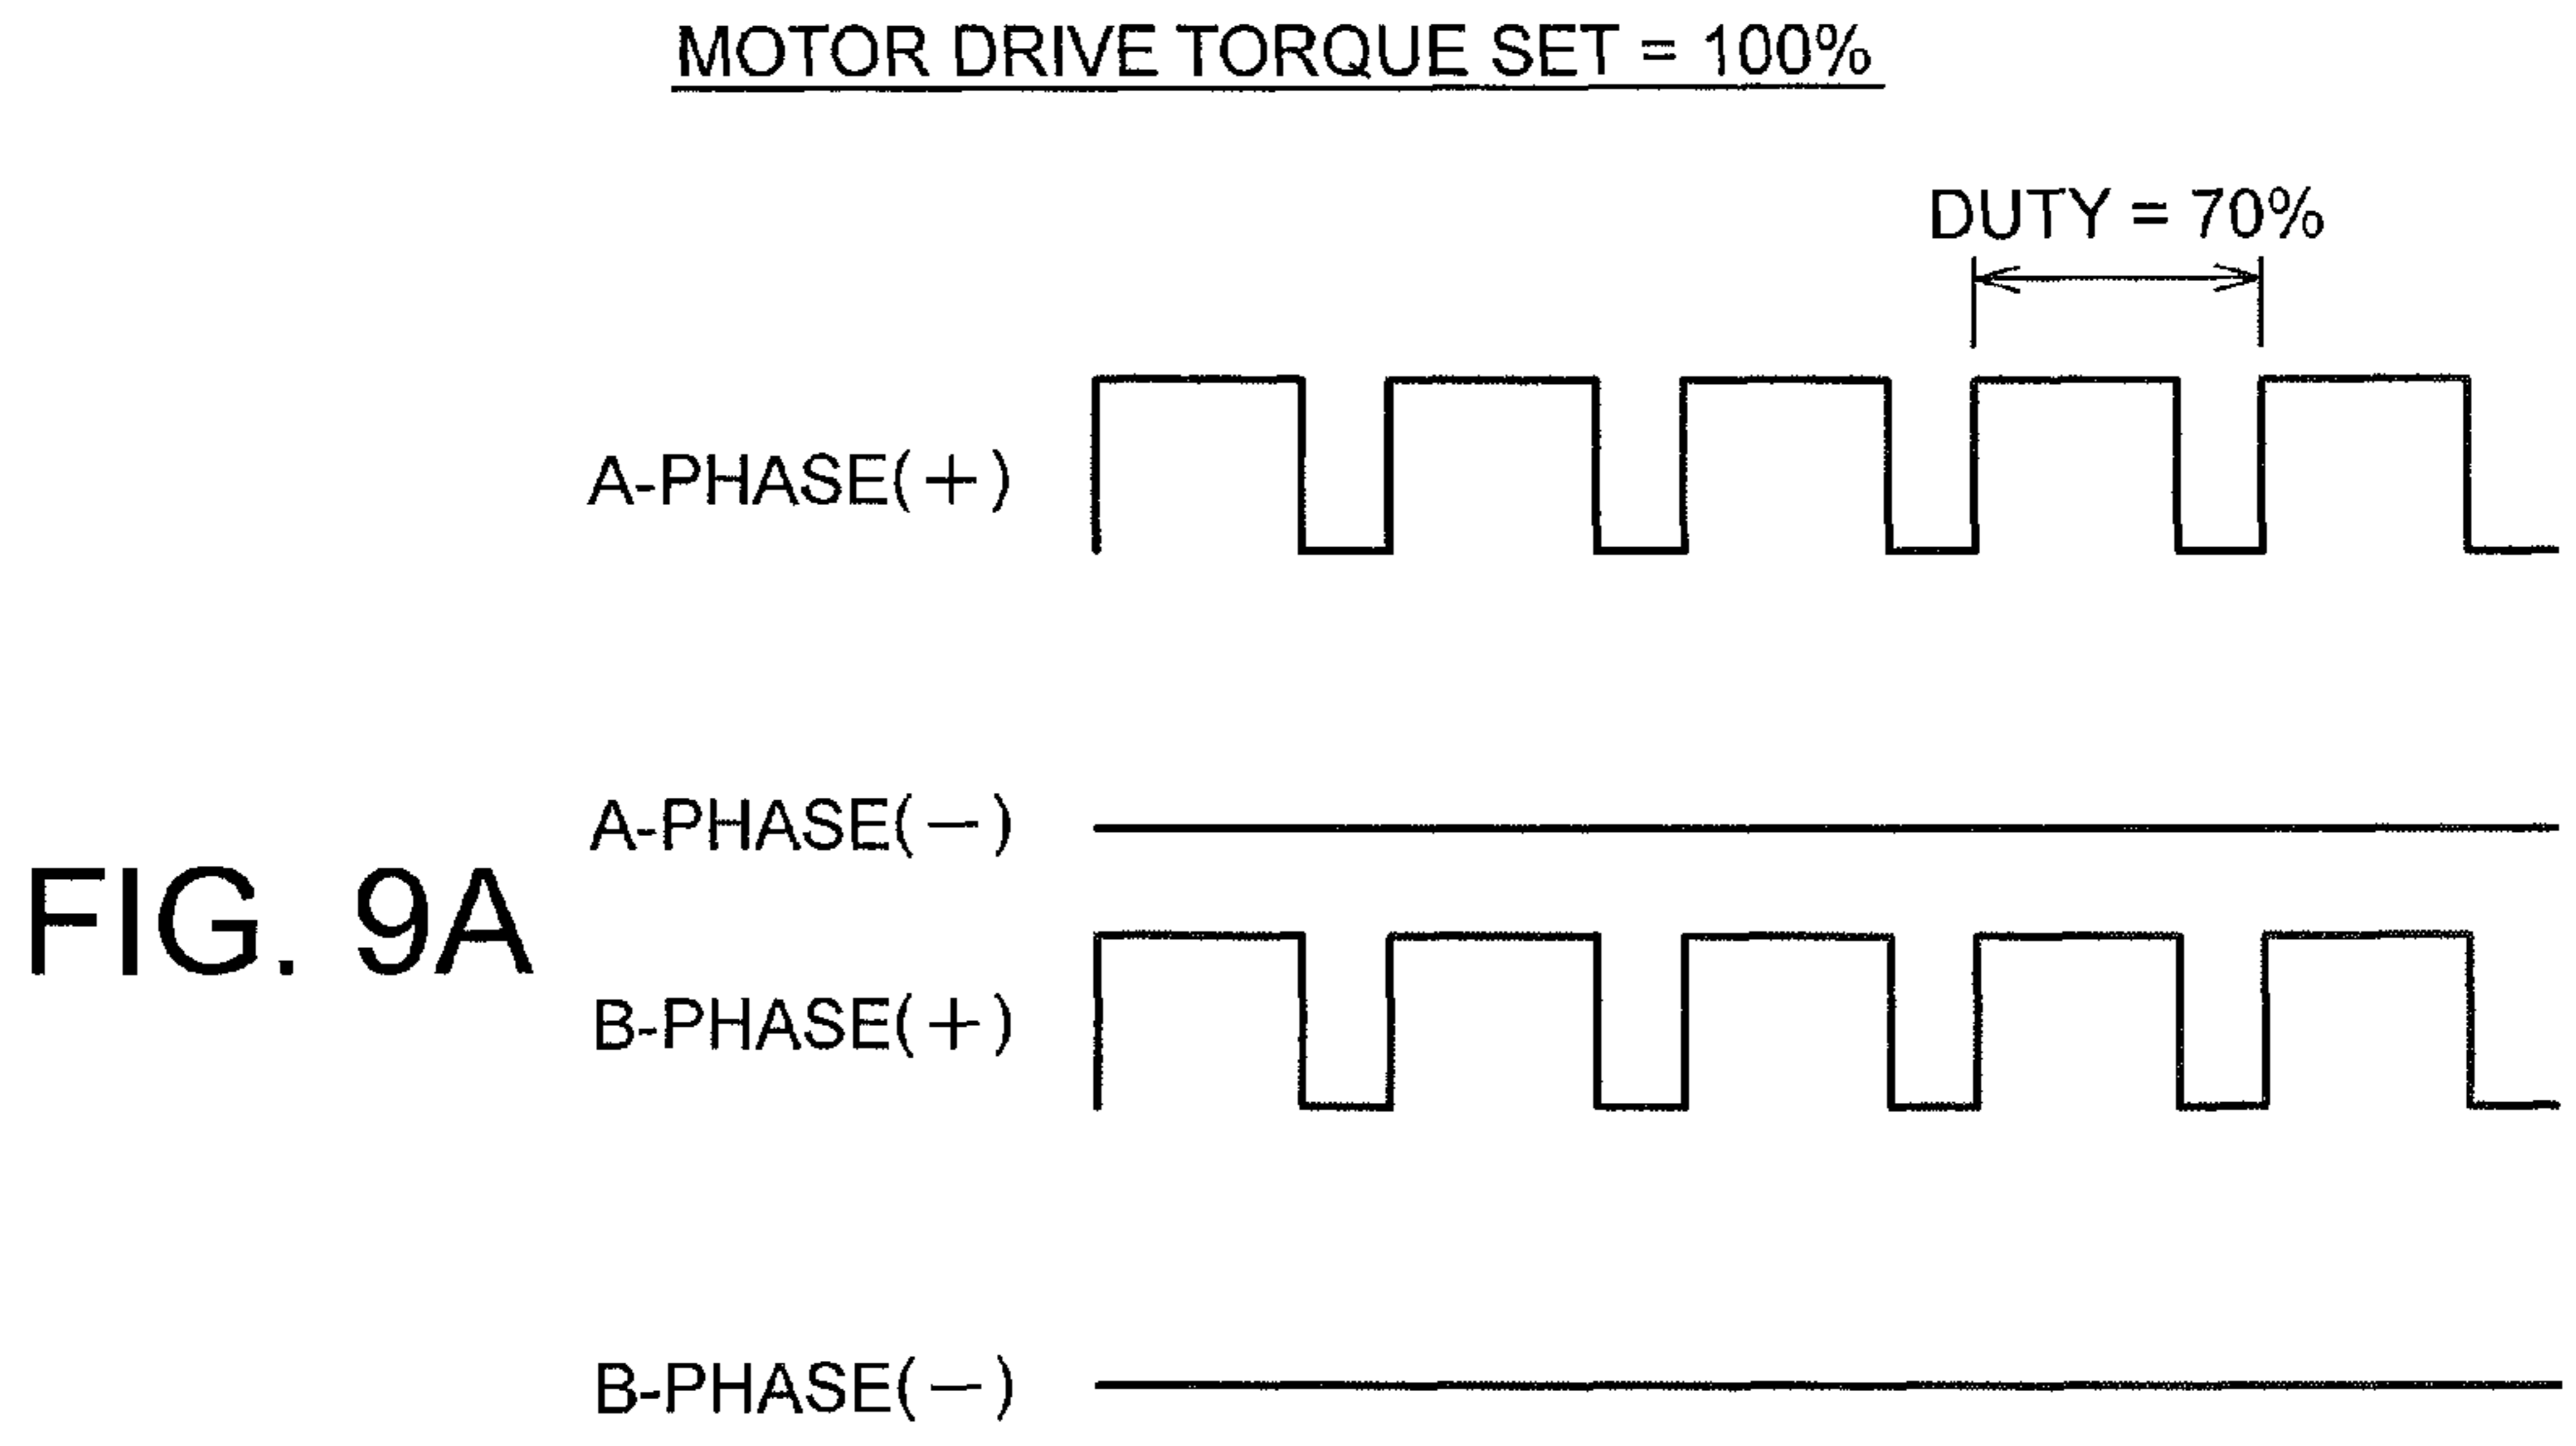 MOTOR DRIVE TORQUE SET = 100%
DUTY = 70%
A-PHASE(+)
A-PHASE(−)
FIG. 9A
B-PHASE(+)
B-PHASE(−)